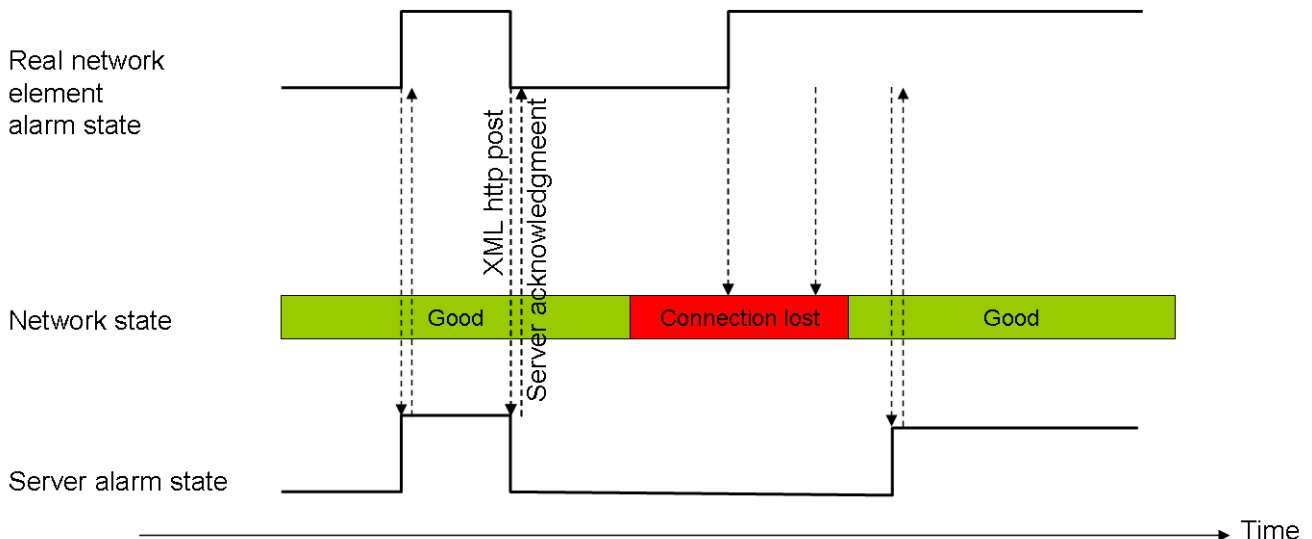 Real network
element
alarm state
XML http post
Server acknowledgmeent
Network state
Good
Connection lost
Good
Server alarm state
Time